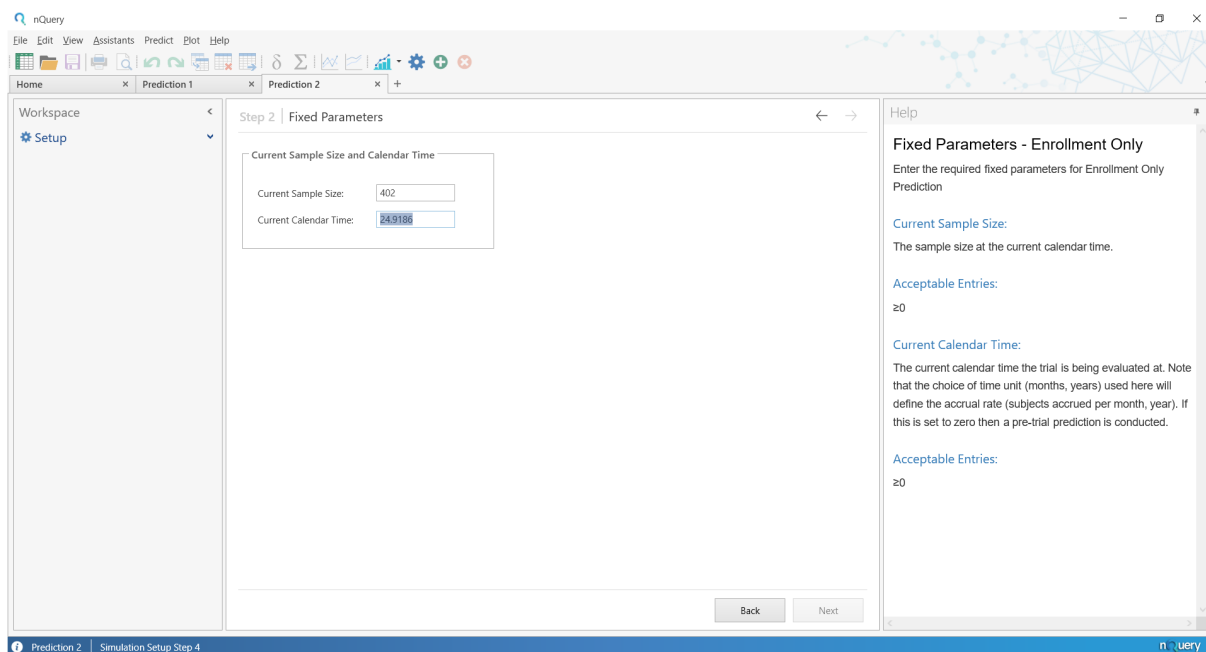 nQuery
File Edit View Assistants Predict Plot Help
Home × Prediction 1 × Prediction 2 × +
Workspace
Setup
Step 2 | Fixed Parameters
Current Sample Size and Calendar Time
Current Sample Size: 402
Current Calendar Time: 24.9186
Back Next
Help
Fixed Parameters - Enrollment Only
Enter the required fixed parameters for Enrollment Only
Prediction
Current Sample Size:
The sample size at the current calendar time.
Acceptable Entries:
≥0
Current Calendar Time:
The current calendar time the trial is being evaluated at. Note
that the choice of time unit (months, years) used here will
define the accrual rate (subjects accrued per month, year). If
this is set to zero then a pre-trial prediction is conducted.
Acceptable Entries:
≥0
Prediction 2 | Simulation Setup Step 4
nQuery